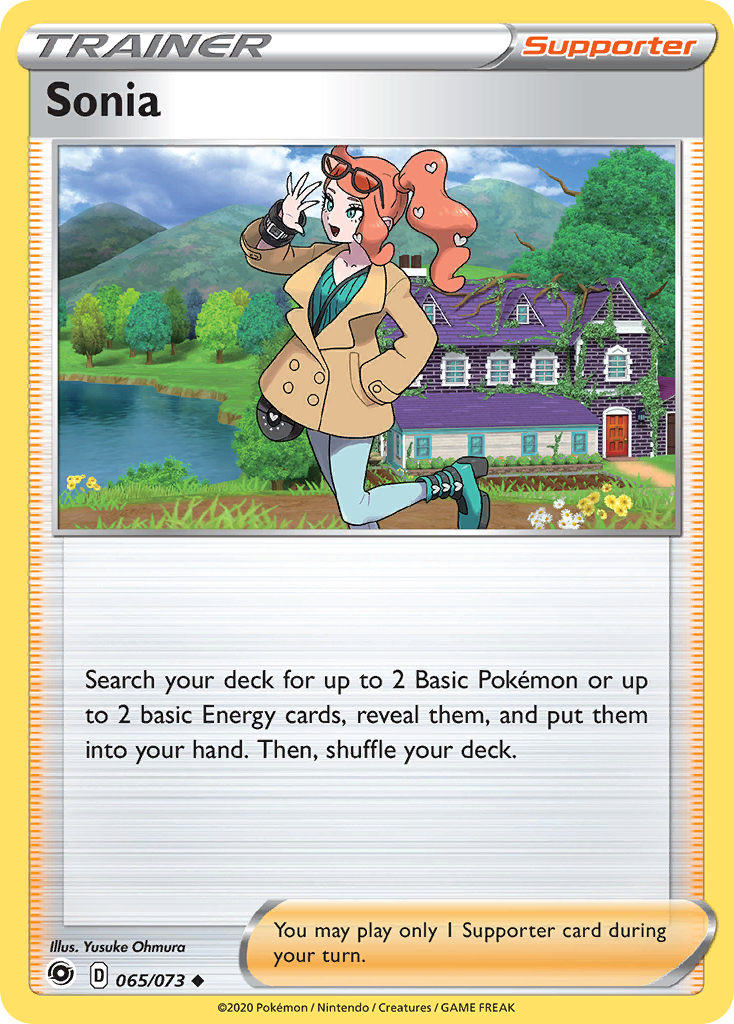 TRAINER Supporter
Sonia
Search your deck for up to 2 Basic Pokémon or up
to 2 basic Energy cards, reveal them, and put them
into your hand. Then, shuffle your deck.
Illus. Yusuke Ohmura
You may play only 1 Supporter card during
your turn.
D 065/073
©2020 Pokémon / Nintendo / Creatures / GAME FREAK